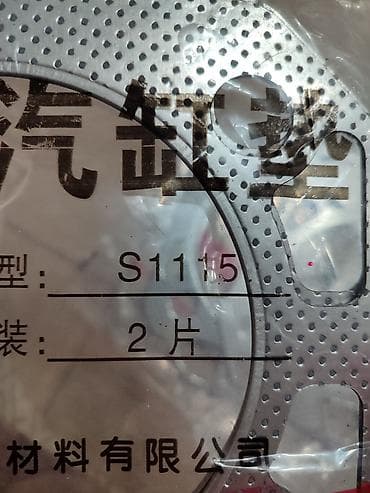 汽缸垫
型: S1115
装: 2片
材料有限公司